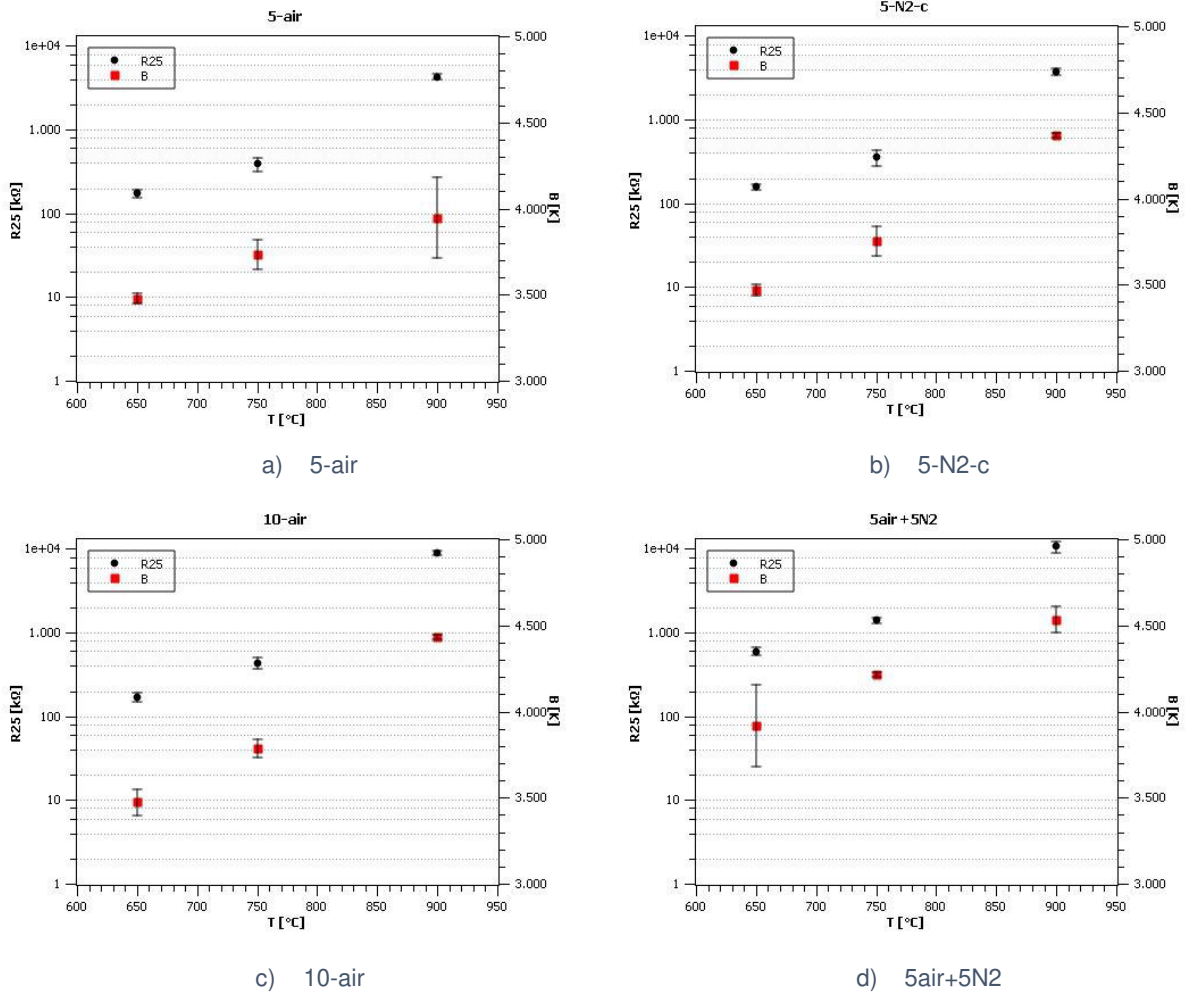 5-air
1e+04
1.000
100
10
1
R25 [kΩ]
R25
B
5.000
4.500
4.000
3.500
3.000
B [K]
600 650 700 750 800 850 900 950
T [°C]
a) 5-air
5-N2-c
1e+04
1.000
100
10
1
R25 [kΩ]
R25
B
5.000
4.500
4.000
3.500
3.000
B [K]
600 650 700 750 800 850 900 950
T [°C]
b) 5-N2-c
10-air
1e+04
1.000
100
10
1
R25 [kΩ]
R25
B
5.000
4.500
4.000
3.500
3.000
B [K]
600 650 700 750 800 850 900 950
T [°C]
c) 10-air
5air+5N2
1e+04
1.000
100
10
1
R25 [kΩ]
R25
B
5.000
4.500
4.000
3.500
3.000
B [K]
600 650 700 750 800 850 900 950
T [°C]
d) 5air+5N2